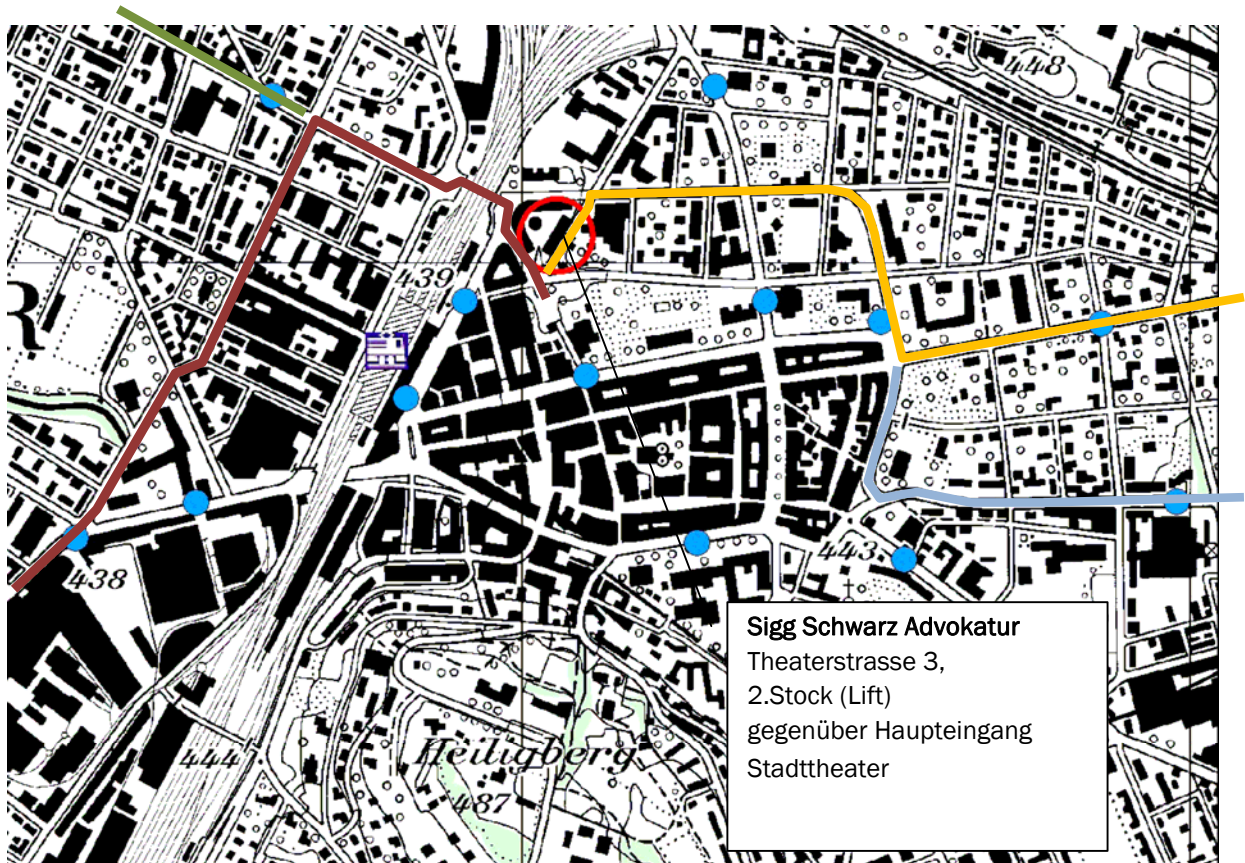 448
439
R
438
443
Sigg Schwarz Advokatur
Theaterstrasse 3,
2.Stock (Lift)
gegenüber Haupteingang
Stadttheater
444
Heiligberg
487